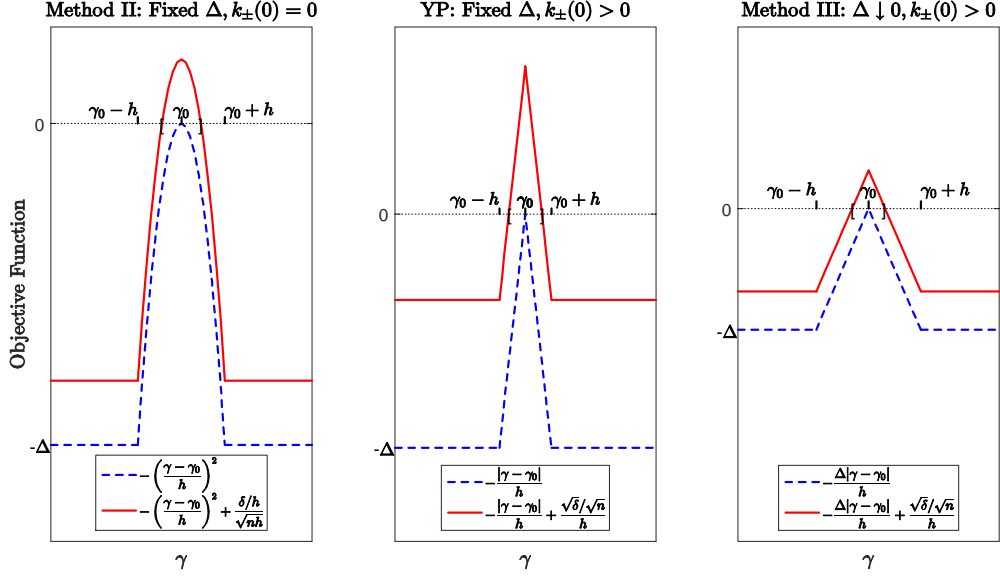 Method II: Fixed Δ, k±(0) = 0
Objective Function
0
-Δ
γ₀ − h
γ₀
γ₀ + h
[ ]
−(γ − γ₀/h)²
−(γ − γ₀/h)² + δ/h/√nh
γ
YP: Fixed Δ, k±(0) > 0
0
-Δ
γ₀ − h
γ₀
γ₀ + h
[ ]
−|γ − γ₀|/h
−|γ − γ₀|/h + √δ/√n/h
γ
Method III: Δ ↓ 0, k±(0) > 0
0
-Δ
γ₀ − h
γ₀
γ₀ + h
[ ]
−Δ|γ − γ₀|/h
−Δ|γ − γ₀|/h + √δ/√n/h
γ